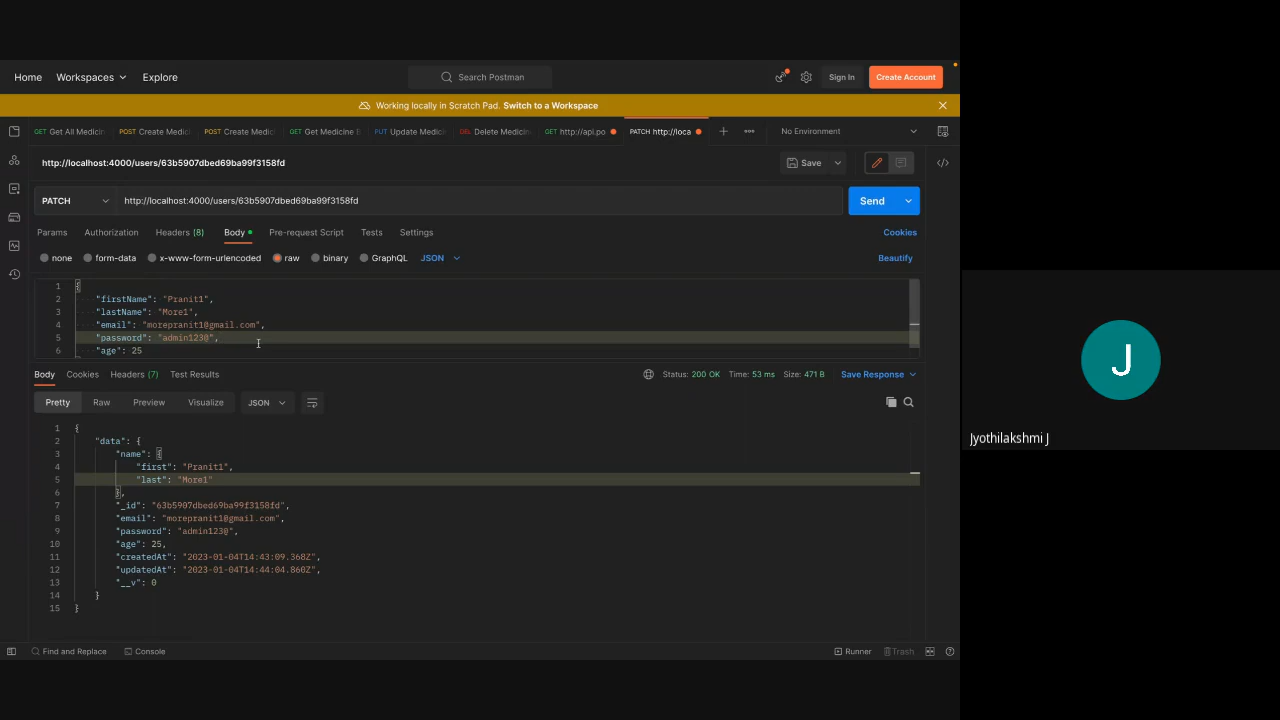 Home Workspaces Explore Search Postman Sign In Create Account
Working locally in Scratch Pad. Switch to a Workspace
GET Get All Medicin POST Create Medic POST Create Medic GET Get Medicine E PUT Update Medic DEL Delete Medicin GET http://api.po PATCH http://loca No Environment
http://localhost:4000/users/63b5907dbed69ba99f3158fd Save
PATCH http://localhost:4000/users/63b5907dbed69ba99f3158fd Send
Params Authorization Headers (8) Body Pre-request Script Tests Settings Cookies
none form-data x-www-form-urlencoded raw binary GraphQL JSON Beautify
1 {
2 "firstName": "Pranit1",
3 "lastName": "More1",
4 "email": "morepranit1@gmail.com",
5 "password": "admin123@",
6 "age": 25
Body Cookies Headers (7) Test Results Status: 200 OK Time: 53 ms Size: 471 B Save Response
Pretty Raw Preview Visualize JSON
1 {
2 "data": {
3 "name": {
4 "first": "Pranit1",
5 "last": "More1"
6 },
7 "_id": "63b5907dbed69ba99f3158fd",
8 "email": "morepranit1@gmail.com",
9 "password": "admin123@",
10 "age": 25,
11 "createdAt": "2023-01-04T14:43:09.368Z",
12 "updatedAt": "2023-01-04T14:44:04.860Z",
13 "__v": 0
14 }
15 }
Find and Replace Console Runner Trash
J
Jyothilakshmi J